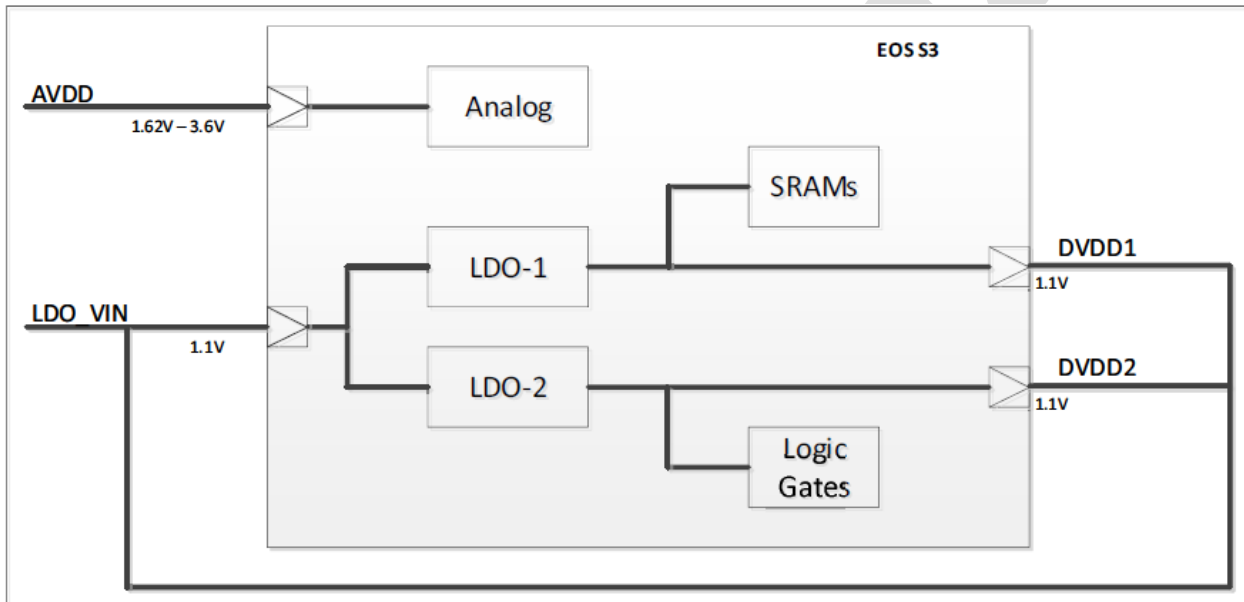 EOS S3
AVDD
1.62V – 3.6V
Analog
SRAMs
LDO-1
DVDD1
1.1V
LDO_VIN
1.1V
LDO-2
DVDD2
1.1V
Logic
Gates